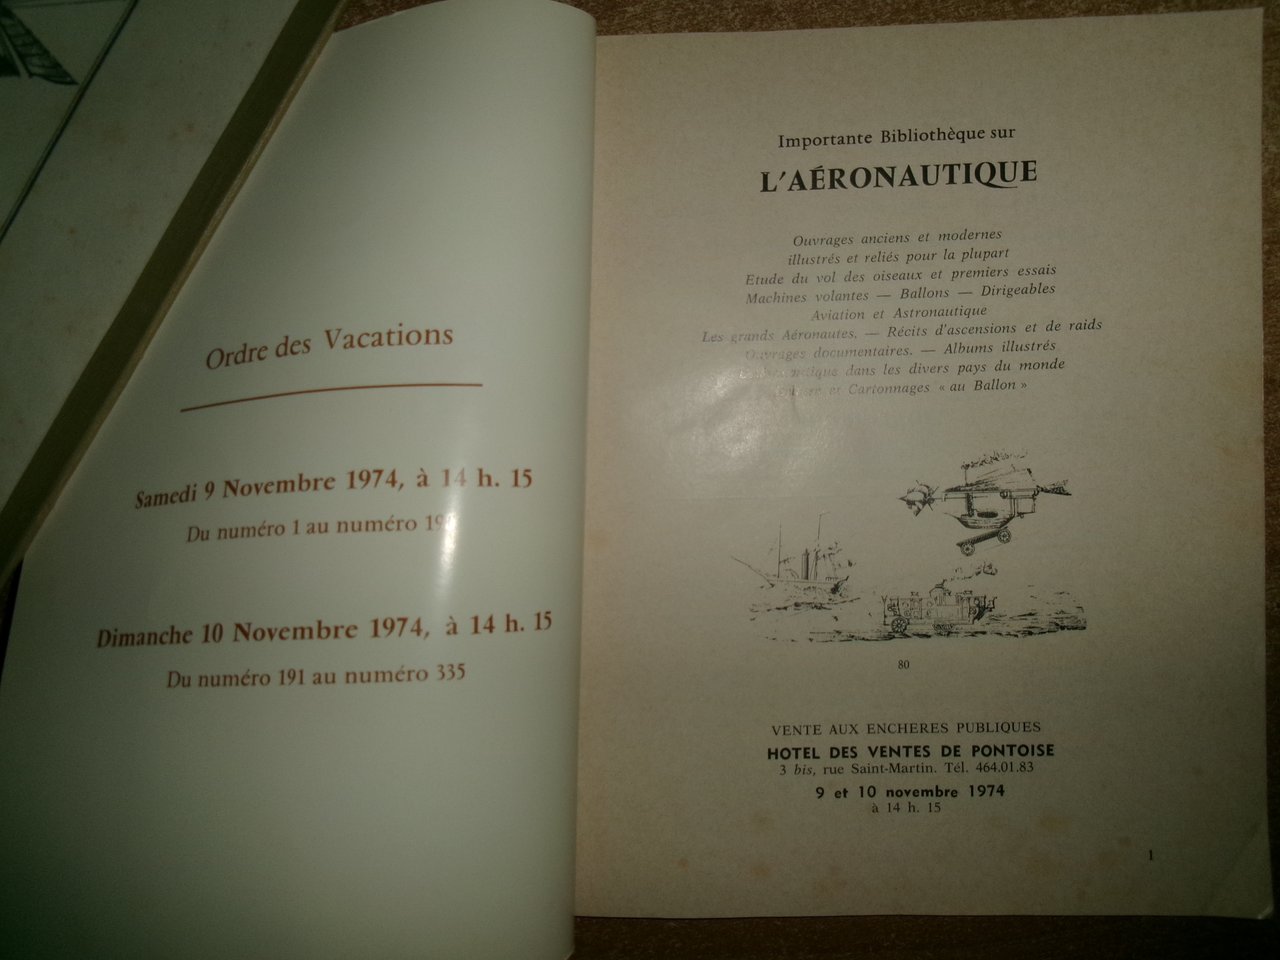 Ordre des Vacations
Samedi 9 Novembre 1974, à 14 h. 15
Du numéro 1 au numéro
Dimanche 10 Novembre 1974, à 14 h. 15
Du numéro 191 au numéro 335
Importante Bibliothèque sur
L'AÉRONAUTIQUE
Ouvrages anciens et modernes
illustrés et reliés pour la plupart
Etude du vol des oiseaux et premiers essais
Machines volantes — Ballons — Dirigeables
Aviation et Astronautique
Les grands Aéronautes. — Récits d'ascensions et de raids
Ouvrages documentaires. — Albums illustrés
dans les divers pays du monde
et Cartonnages « au Ballon »
80
VENTE AUX ENCHERES PUBLIQUES
HOTEL DES VENTES DE PONTOISE
3 bis, rue Saint-Martin. Tél. 464.01.83
9 et 10 novembre 1974
à 14 h. 15
1